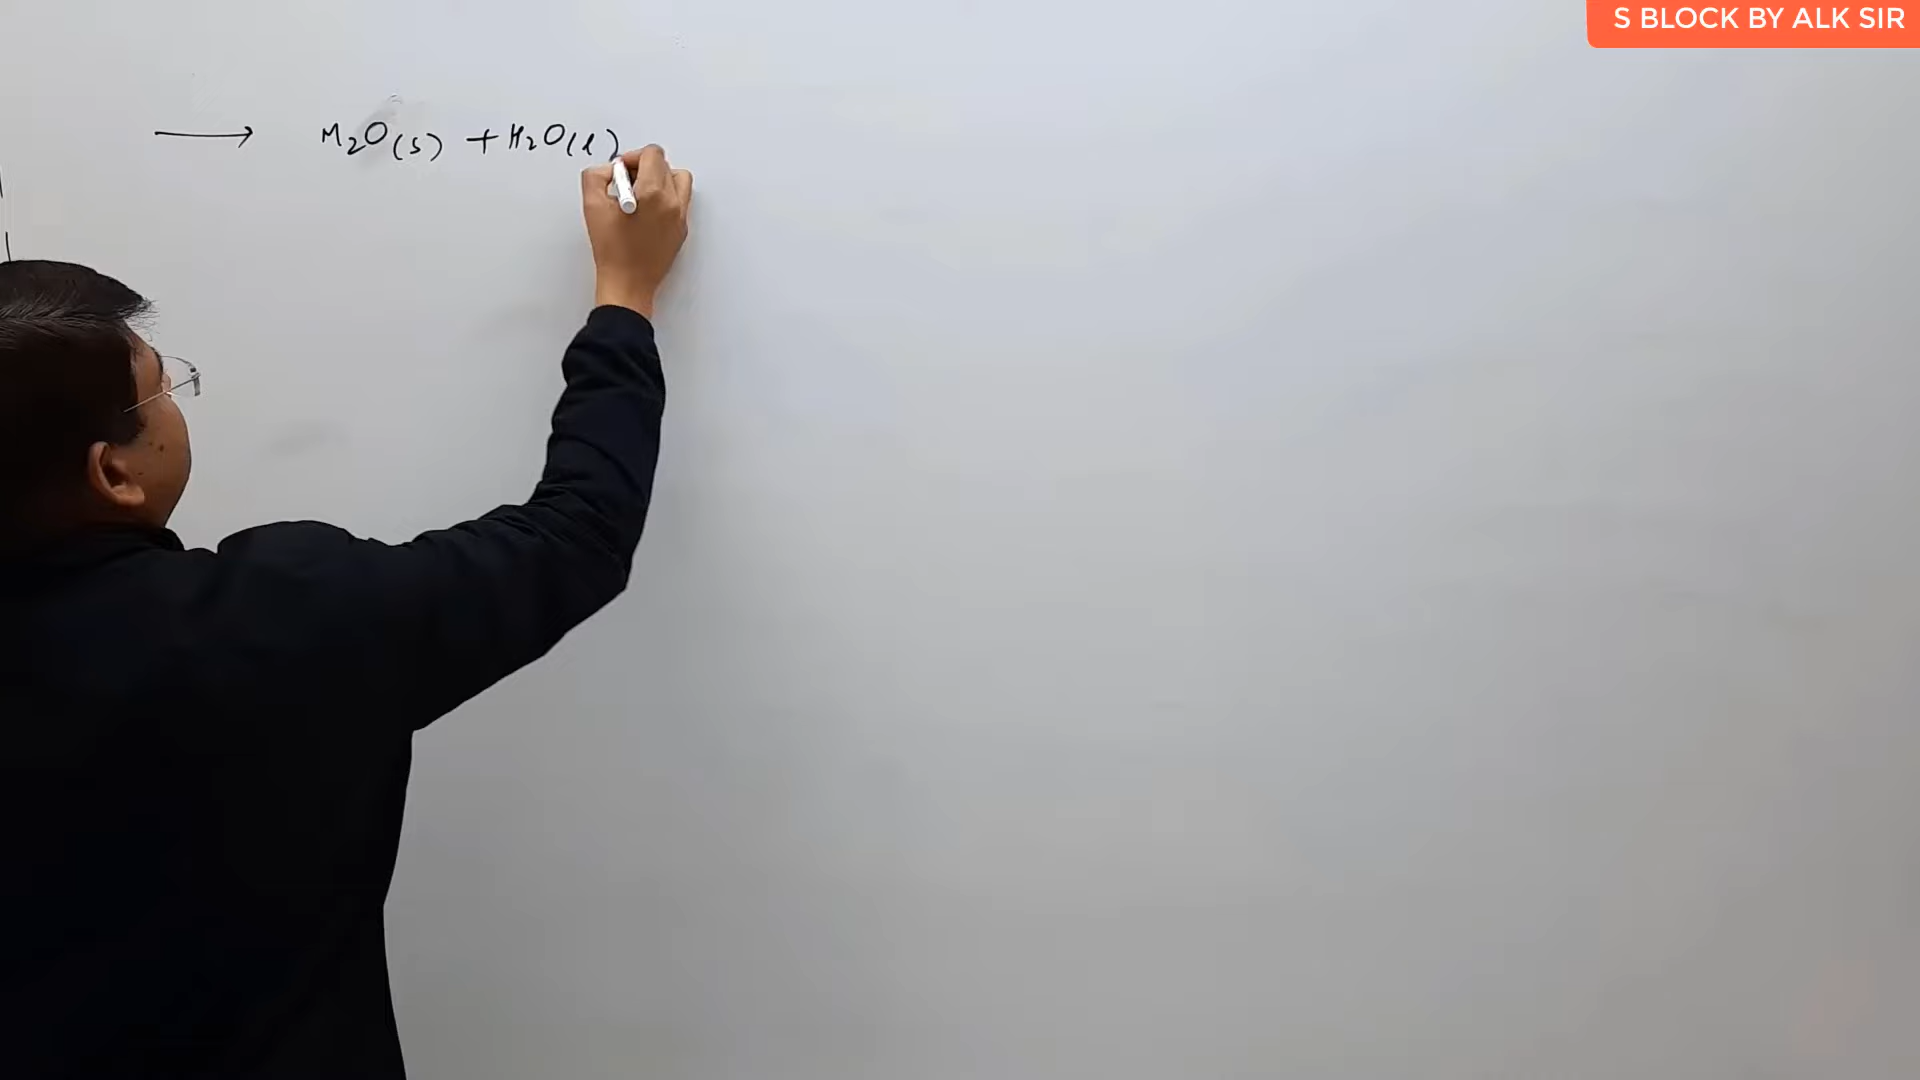 S BLOCK BY ALK SIR
⟶ M₂O(s) + H₂O(l)